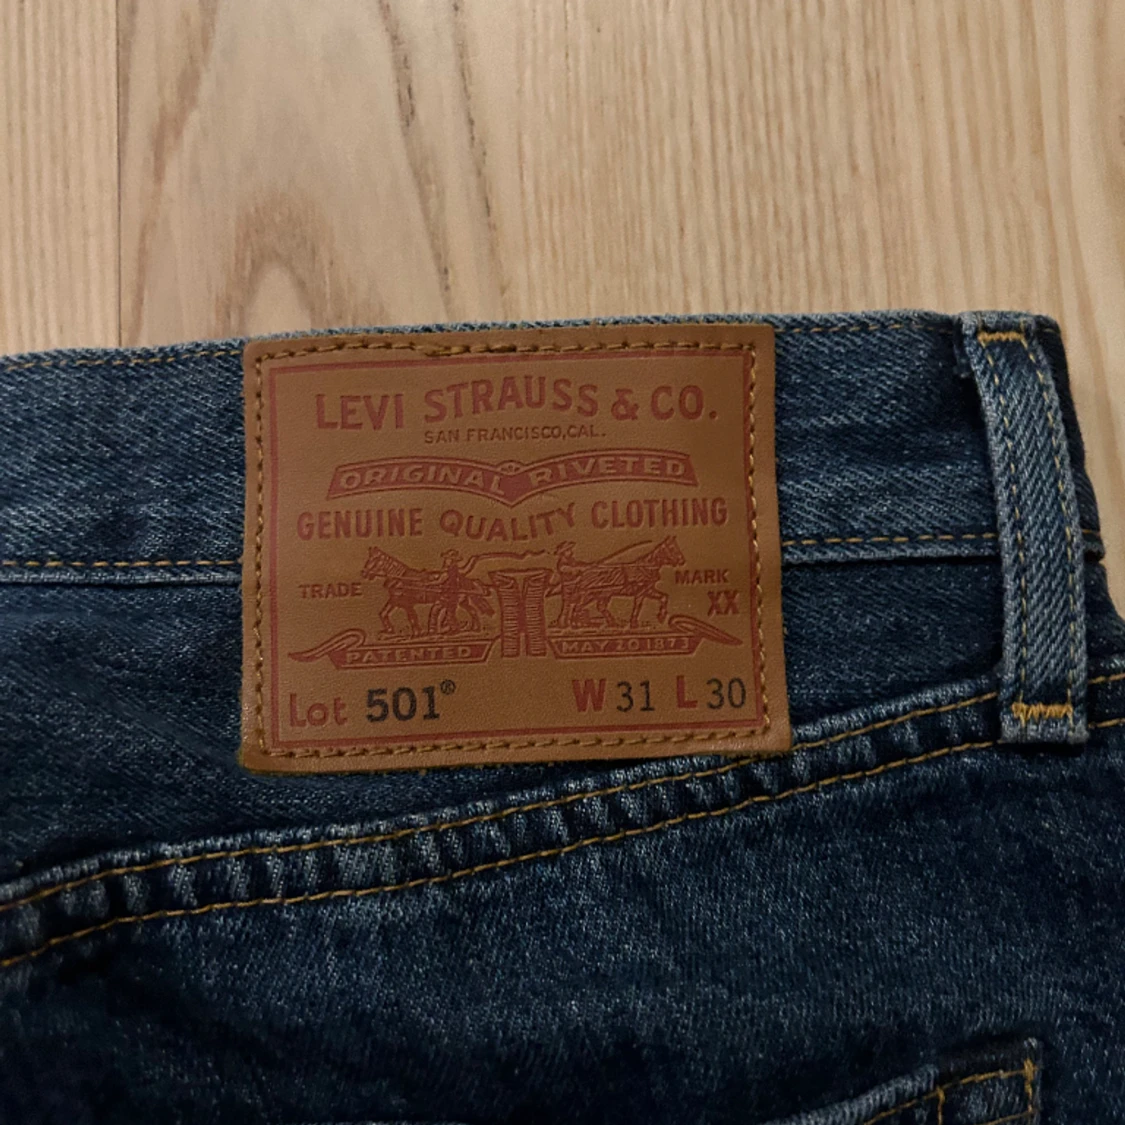 LEVI STRAUSS & CO.
SAN FRANCISCO, CAL.
ORIGINAL RIVETED
GENUINE QUALITY CLOTHING
TRADE MARK
XX
PATENTED MAY 20 1873
Lot 501® W 31 L 30